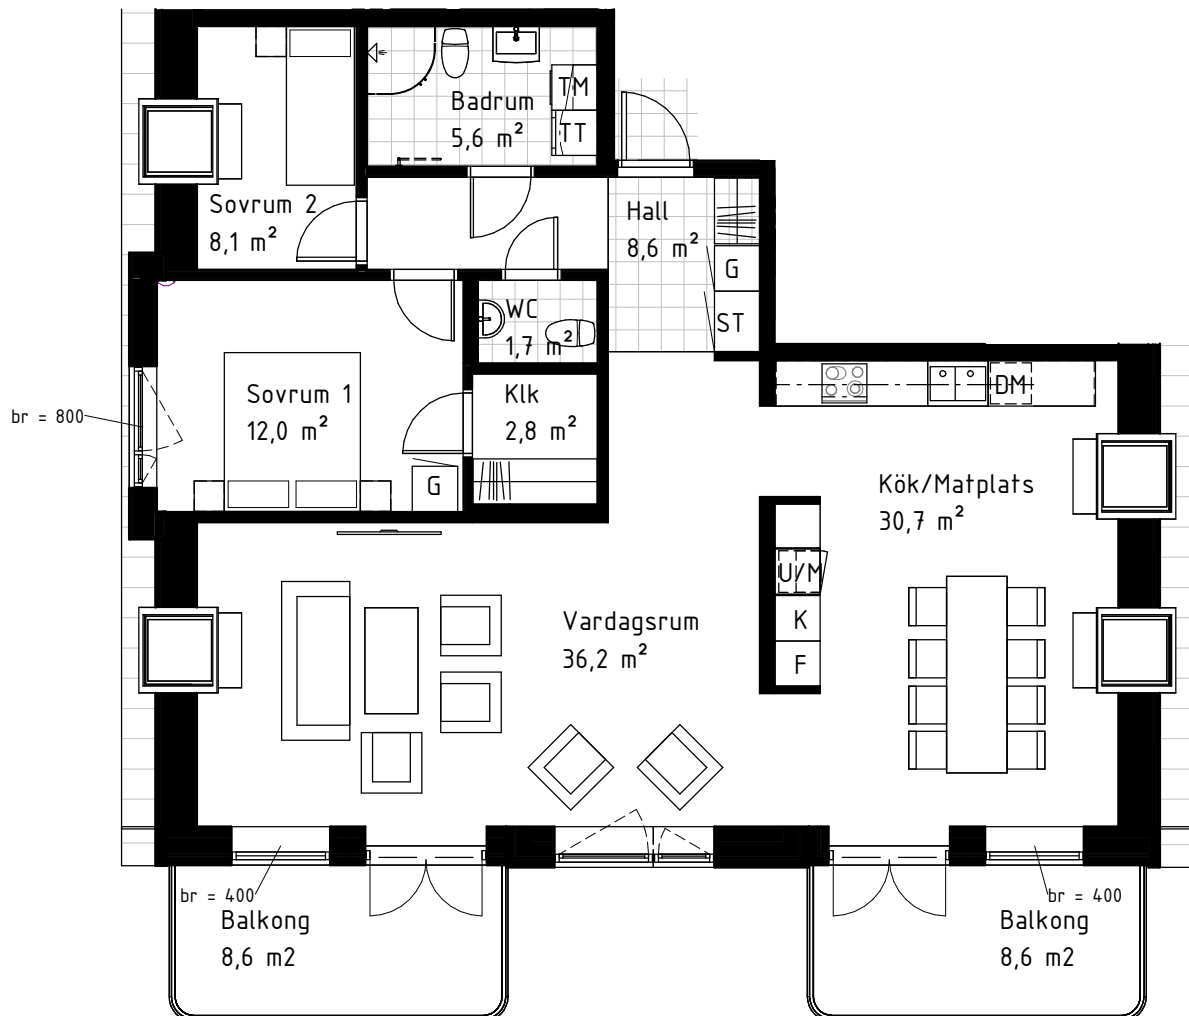 Badrum
5,6 m²
TM
TT
Sovrum 2
8,1 m²
Hall
8,6 m²
G
ST
WC
1,7 m²
Sovrum 1
12,0 m²
Klk
2,8 m²
G
br = 800
DM
Kök/Matplats
30,7 m²
U/M
K
F
Vardagsrum
36,2 m²
br = 400
Balkong
8,6 m2
br = 400
Balkong
8,6 m2